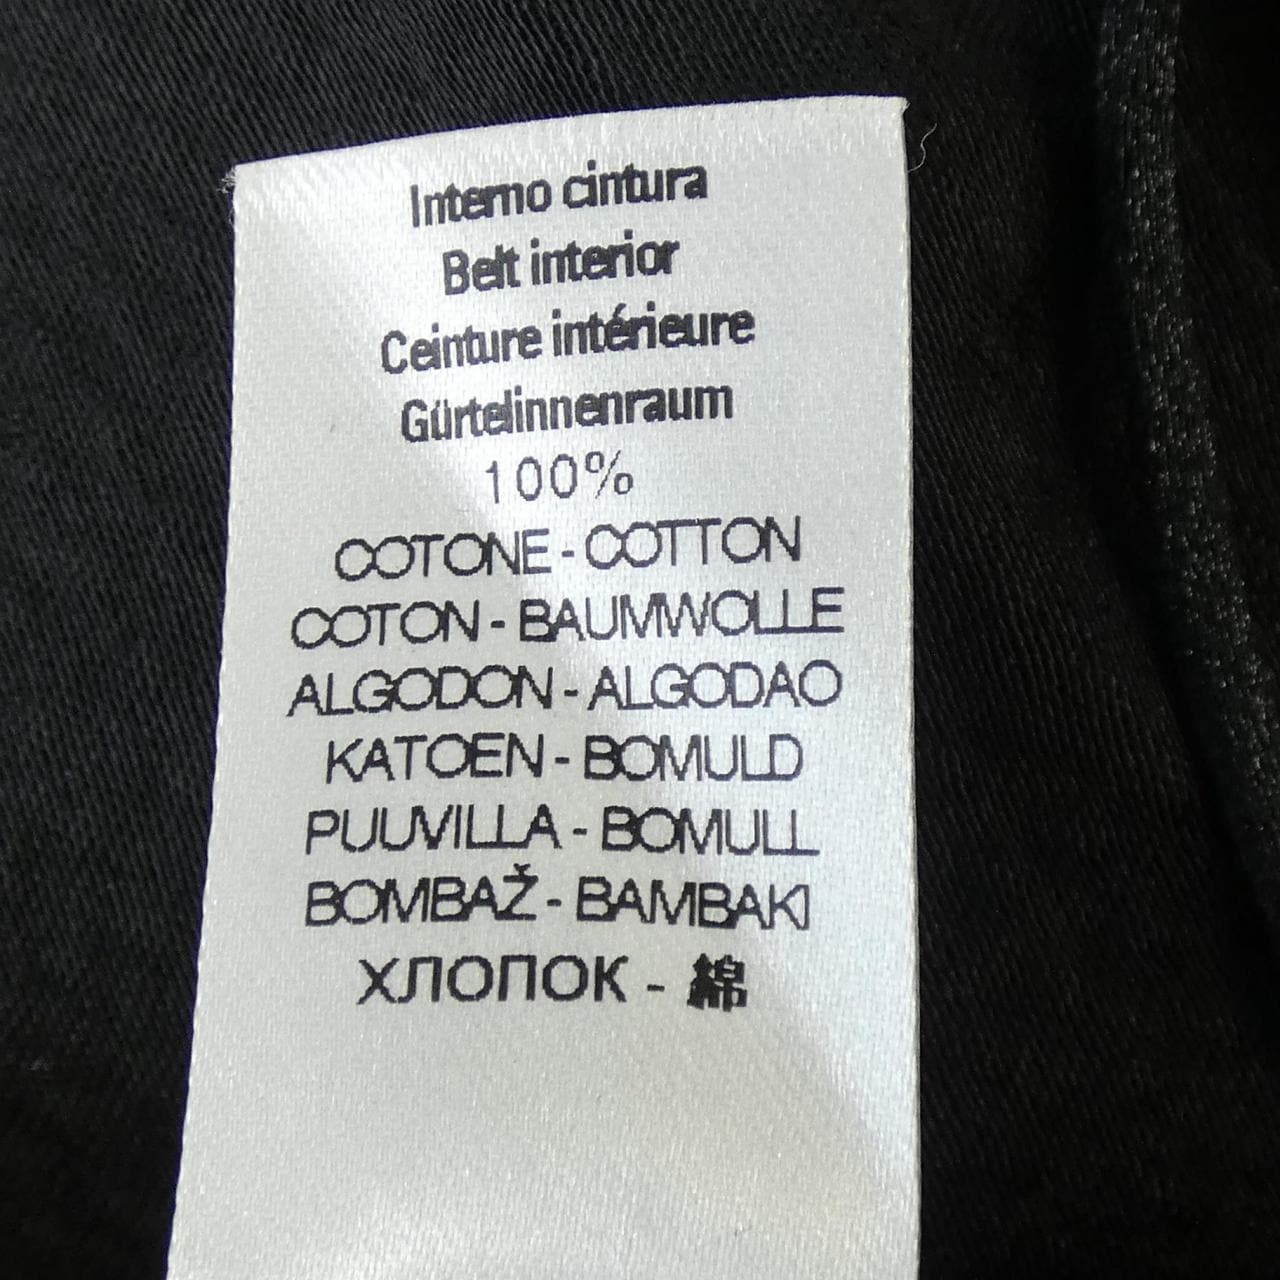 Interno cintura
Belt interior
Ceinture intérieure
Gürtelinnenraum
100%
COTONE - COTTON
COTON - BAUMWOLLE
ALGODON - ALGODAO
KATOEN - BOMULD
PUUVILLA - BOMULL
BOMBAŽ - BAMBAKI
ХЛОПОК - 綿